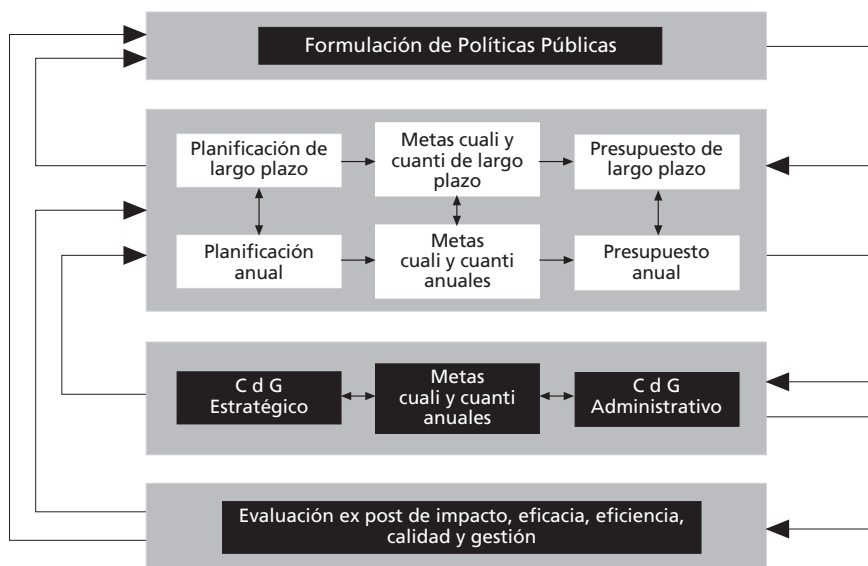 Formulación de Políticas Públicas
Planificación de
largo plazo
Metas cuali y
cuanti de largo
plazo
Presupuesto de
largo plazo
Planificación
anual
Metas
cuali y cuanti
anuales
Presupuesto
anual
C d G
Estratégico
Metas
cuali y cuanti
anuales
C d G
Administrativo
Evaluación ex post de impacto, eficacia, eficiencia,
calidad y gestión